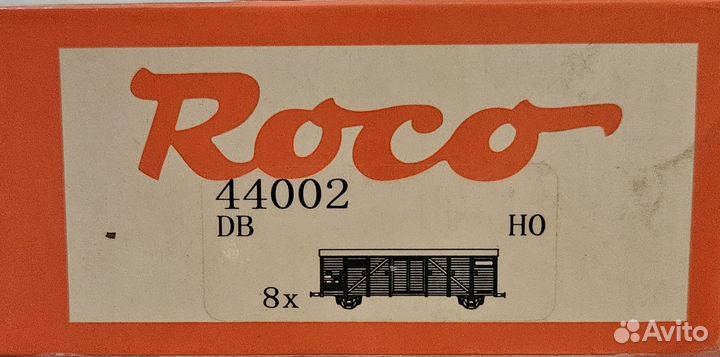 Roco
44002
DB HO
8x
Avito